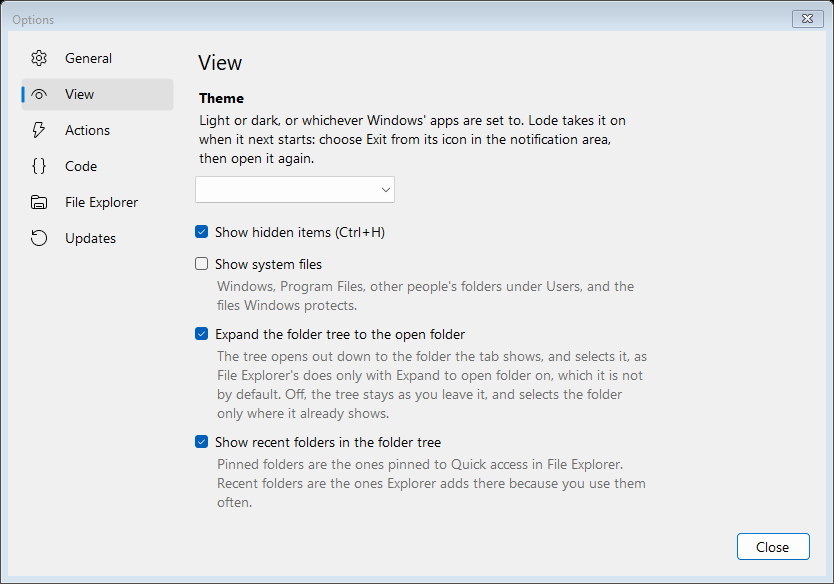 Options
General
View
Actions
Code
File Explorer
Updates
View
Theme
Light or dark, or whichever Windows' apps are set to. Lode takes it on
when it next starts: choose Exit from its icon in the notification area,
then open it again.
Show hidden items (Ctrl+H)
Show system files
Windows, Program Files, other people's folders under Users, and the
files Windows protects.
Expand the folder tree to the open folder
The tree opens out down to the folder the tab shows, and selects it, as
File Explorer's does only with Expand to open folder on, which it is not
by default. Off, the tree stays as you leave it, and selects the folder
only where it already shows.
Show recent folders in the folder tree
Pinned folders are the ones pinned to Quick access in File Explorer.
Recent folders are the ones Explorer adds there because you use them
often.
Close